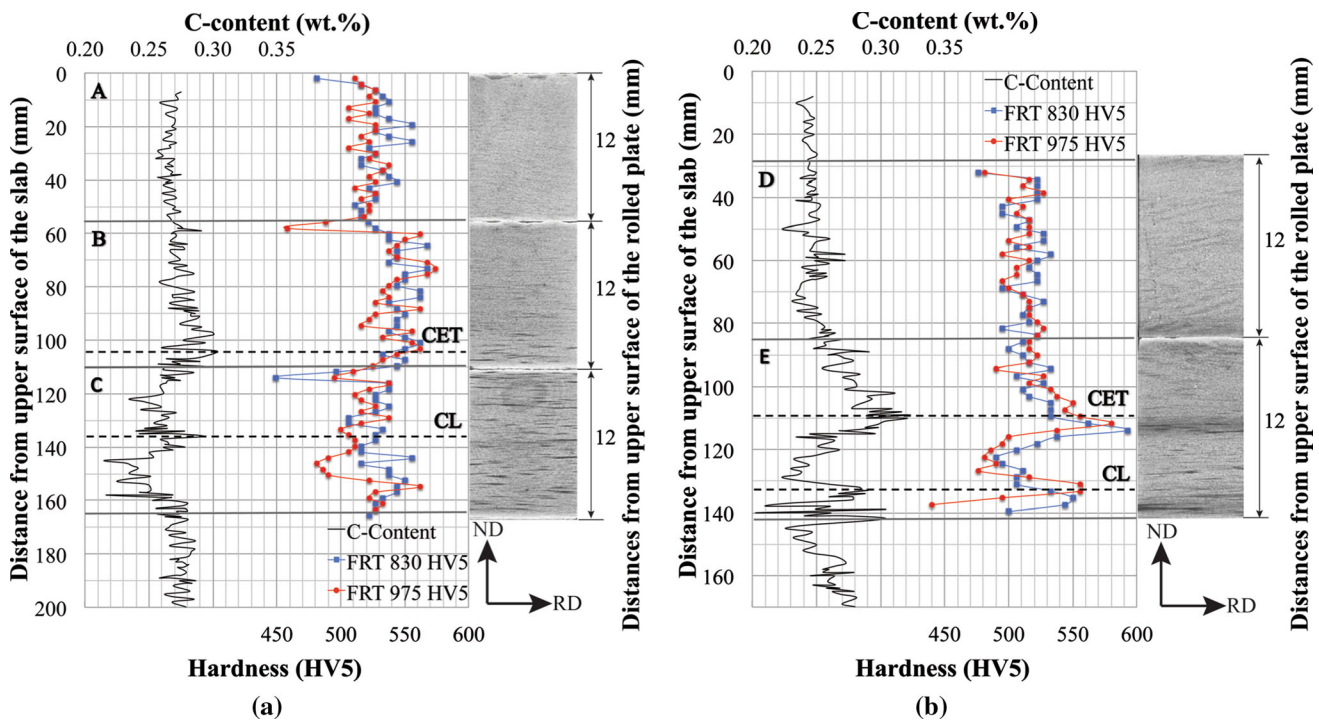 C-content (wt.%)
0.20 0.25 0.30 0.35
Distance from upper surface of the slab (mm)
0
20
40
60
80
100
120
140
160
180
200
A
B
CET
C
CL
C-Content
FRT 830 HV5
FRT 975 HV5
450 500 550 600
Hardness (HV5)
12
12
12
ND
RD
Distances from upper surface of the rolled plate (mm)
(a)
C-content (wt.%)
0.20 0.25 0.30 0.35
Distance from upper surface of the slab (mm)
0
20
40
60
80
100
120
140
160
C-Content
FRT 830 HV5
FRT 975 HV5
D
E
CET
CL
450 500 550 600
Hardness (HV5)
12
12
ND
RD
Distances from upper surface of the rolled plate (mm)
(b)